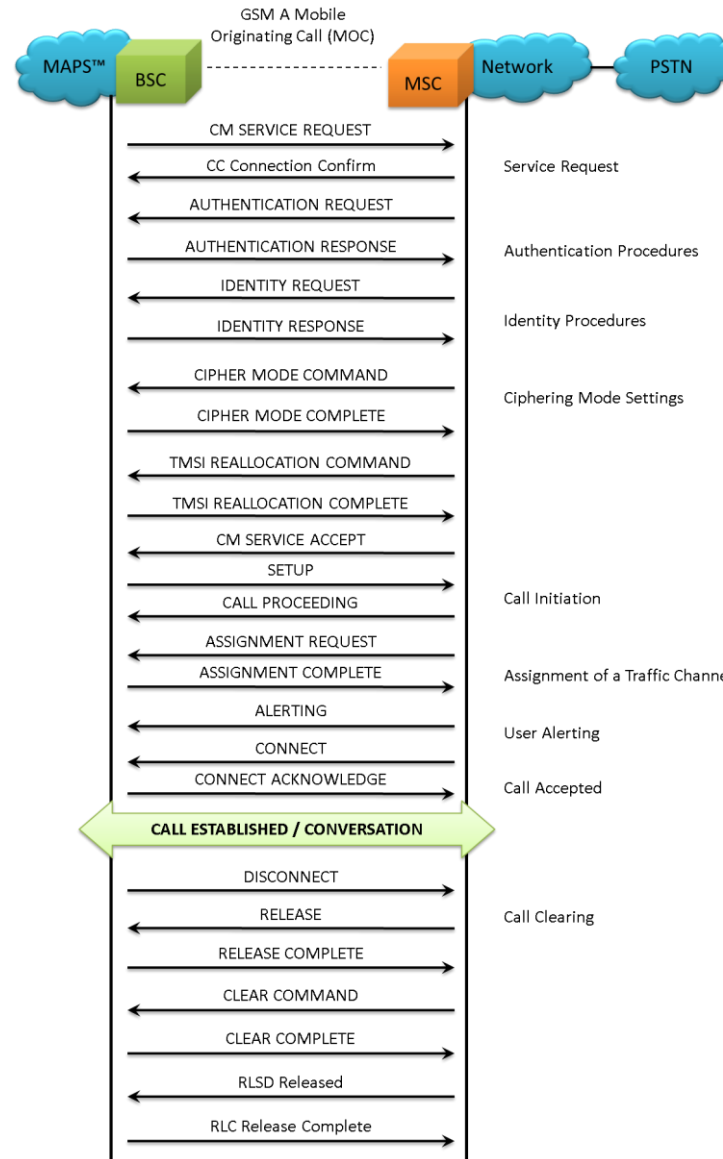 GSM A Mobile
Originating Call (MOC)
MAPS™
BSC
MSC
Network
PSTN
CM SERVICE REQUEST
CC Connection Confirm
Service Request
AUTHENTICATION REQUEST
AUTHENTICATION RESPONSE
Authentication Procedures
IDENTITY REQUEST
IDENTITY RESPONSE
Identity Procedures
CIPHER MODE COMMAND
Ciphering Mode Settings
CIPHER MODE COMPLETE
TMSI REALLOCATION COMMAND
TMSI REALLOCATION COMPLETE
CM SERVICE ACCEPT
SETUP
CALL PROCEEDING
Call Initiation
ASSIGNMENT REQUEST
ASSIGNMENT COMPLETE
Assignment of a Traffic Channe
ALERTING
User Alerting
CONNECT
CONNECT ACKNOWLEDGE
Call Accepted
CALL ESTABLISHED / CONVERSATION
DISCONNECT
RELEASE
Call Clearing
RELEASE COMPLETE
CLEAR COMMAND
CLEAR COMPLETE
RLSD Released
RLC Release Complete